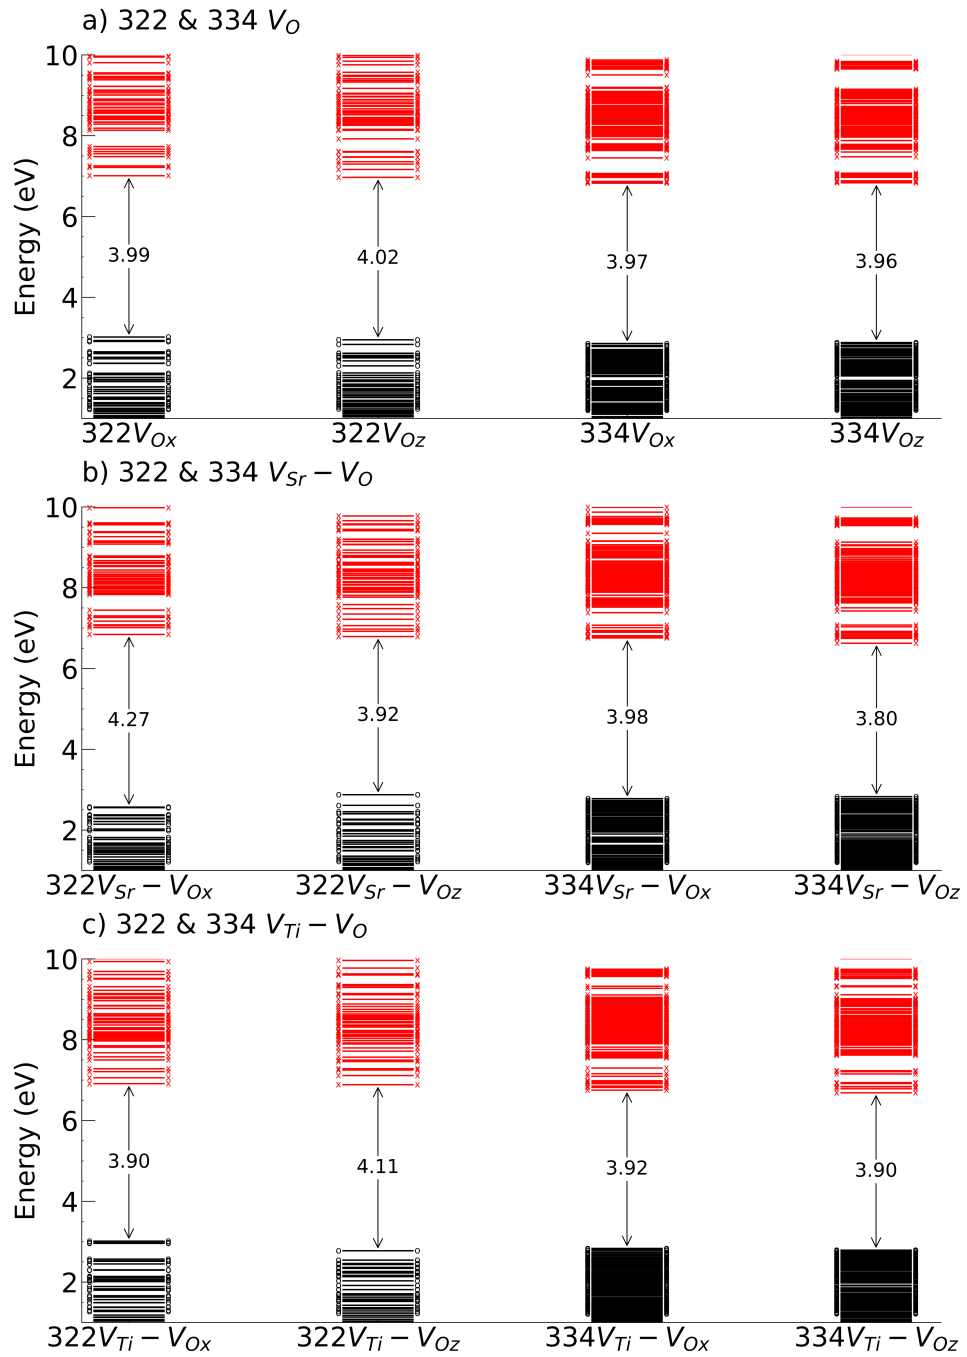 a) 322 & 334 V_O
10
8
6
4
2
Energy (eV)
3.99
4.02
3.97
3.96
322V_Ox
322V_Oz
334V_Ox
334V_Oz
b) 322 & 334 V_Sr − V_O
10
8
6
4
2
Energy (eV)
4.27
3.92
3.98
3.80
322V_Sr − V_Ox
322V_Sr − V_Oz
334V_Sr − V_Ox
334V_Sr − V_Oz
c) 322 & 334 V_Ti − V_O
10
8
6
4
2
Energy (eV)
3.90
4.11
3.92
3.90
322V_Ti − V_Ox
322V_Ti − V_Oz
334V_Ti − V_Ox
334V_Ti − V_Oz